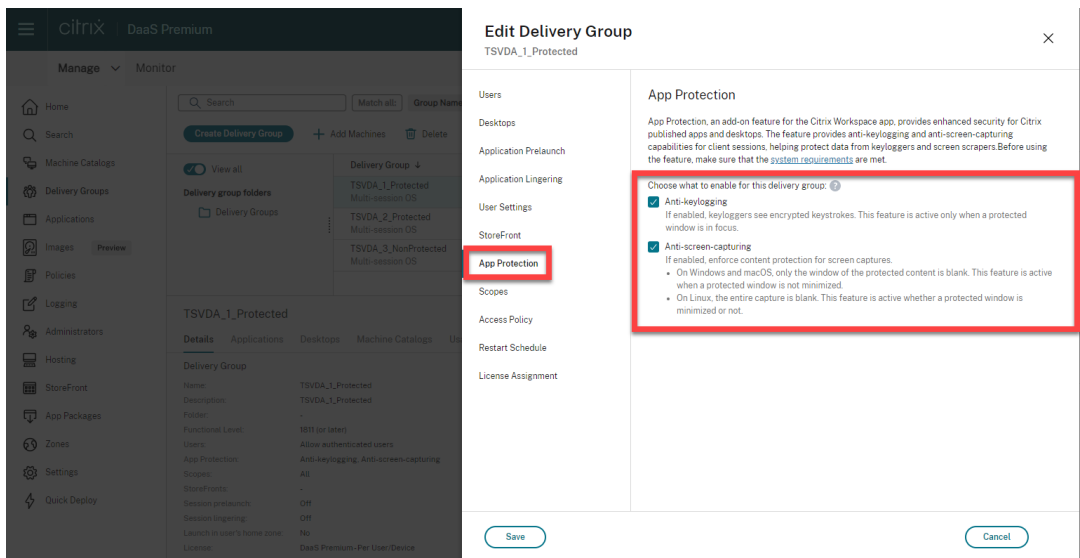 citrix DaaS Premium
Manage Monitor
Home
Search
Machine Catalogs
Delivery Groups
Applications
Images Preview
Policies
Logging
Administrators
Hosting
StoreFront
App Packages
Zones
Settings
Quick Deploy
Search Match all: Group Name
Create Delivery Group Add Machines Delete
View all
Delivery group folders
Delivery Groups
Delivery Group ↓
TSVDA_1_Protected
Multi-session OS
TSVDA_2_Protected
Multi-session OS
TSVDA_3_NonProtected
Multi-session OS
TSVDA_1_Protected
Details Applications Desktops Machine Catalogs Us
Delivery Group
Name: TSVDA_1_Protected
Description: TSVDA_1_Protected
Folder: -
Functional Level: 1811 (or later)
Users: Allow authenticated users
App Protection: Anti-keylogging, Anti-screen-capturing
Scopes: All
StoreFronts: -
Session prelaunch: Off
Session lingering: Off
Launch in user's home zone: No
License: DaaS Premium - Per User/Device
Edit Delivery Group
TSVDA_1_Protected
Users
Desktops
Application Prelaunch
Application Lingering
User Settings
StoreFront
App Protection
Scopes
Access Policy
Restart Schedule
License Assignment
App Protection
App Protection, an add-on feature for the Citrix Workspace app, provides enhanced security for Citrix
published apps and desktops. The feature provides anti-keylogging and anti-screen-capturing
capabilities for client sessions, helping protect data from keyloggers and screen scrapers.Before using
the feature, make sure that the system requirements are met.
Choose what to enable for this delivery group: ?
Anti-keylogging
If enabled, keyloggers see encrypted keystrokes. This feature is active only when a protected
window is in focus.
Anti-screen-capturing
If enabled, enforce content protection for screen captures.
• On Windows and macOS, only the window of the protected content is blank. This feature is active
when a protected window is not minimized.
• On Linux, the entire capture is blank. This feature is active whether a protected window is
minimized or not.
Save Cancel